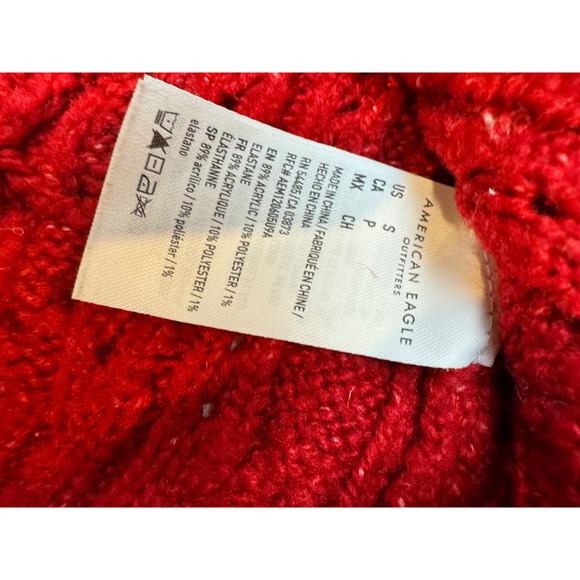 AMERICAN EAGLE
OUTFITTERS
US S
CA P
MX CH
MADE IN CHINA / FABRIQUÉ EN CHINE /
HECHO EN CHINA
RN 54485 / CA 03873
REC# AEM120605U9A
EN 89% ACRYLIC / 10% POLYESTER / 1%
ELASTANE
FR 89% ACRYLIQUE / 10% POLYESTER / 1%
ÉLASTHANNE
SP 89% acrílico / 10% poliéster / 1%
elastano